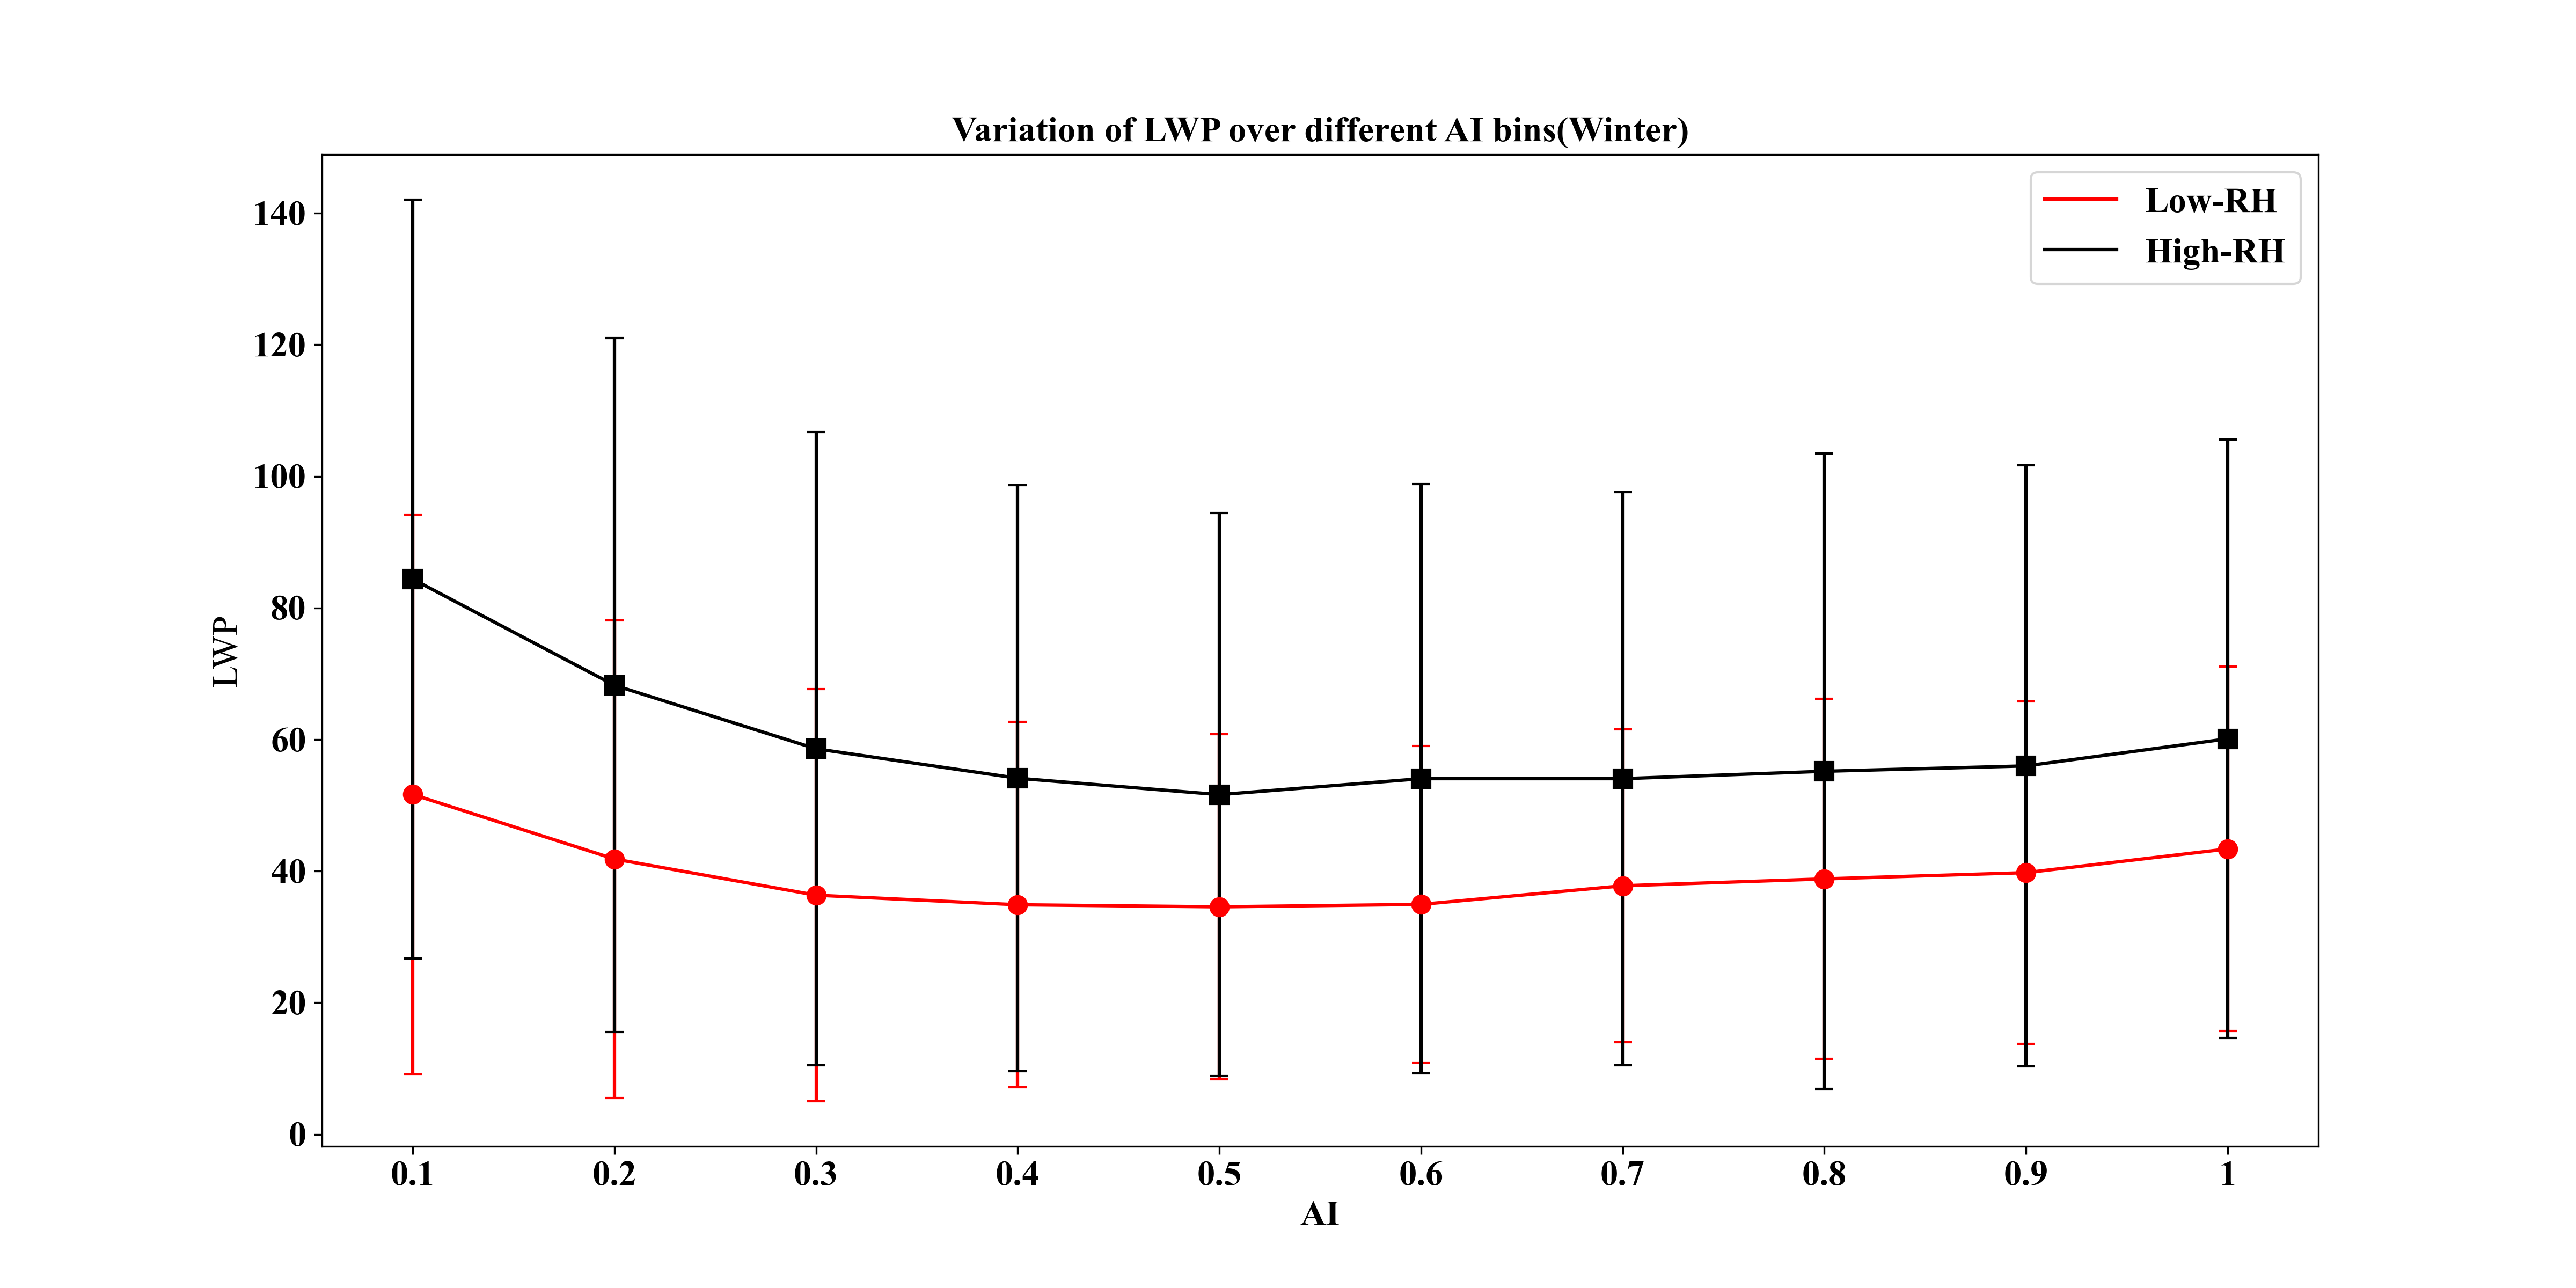 Variation of LWP over different AI bins(Winter)
Low-RH
High-RH
140
120
100
80
60
40
20
0
LWP
0.1 0.2 0.3 0.4 0.5 0.6 0.7 0.8 0.9 1
AI